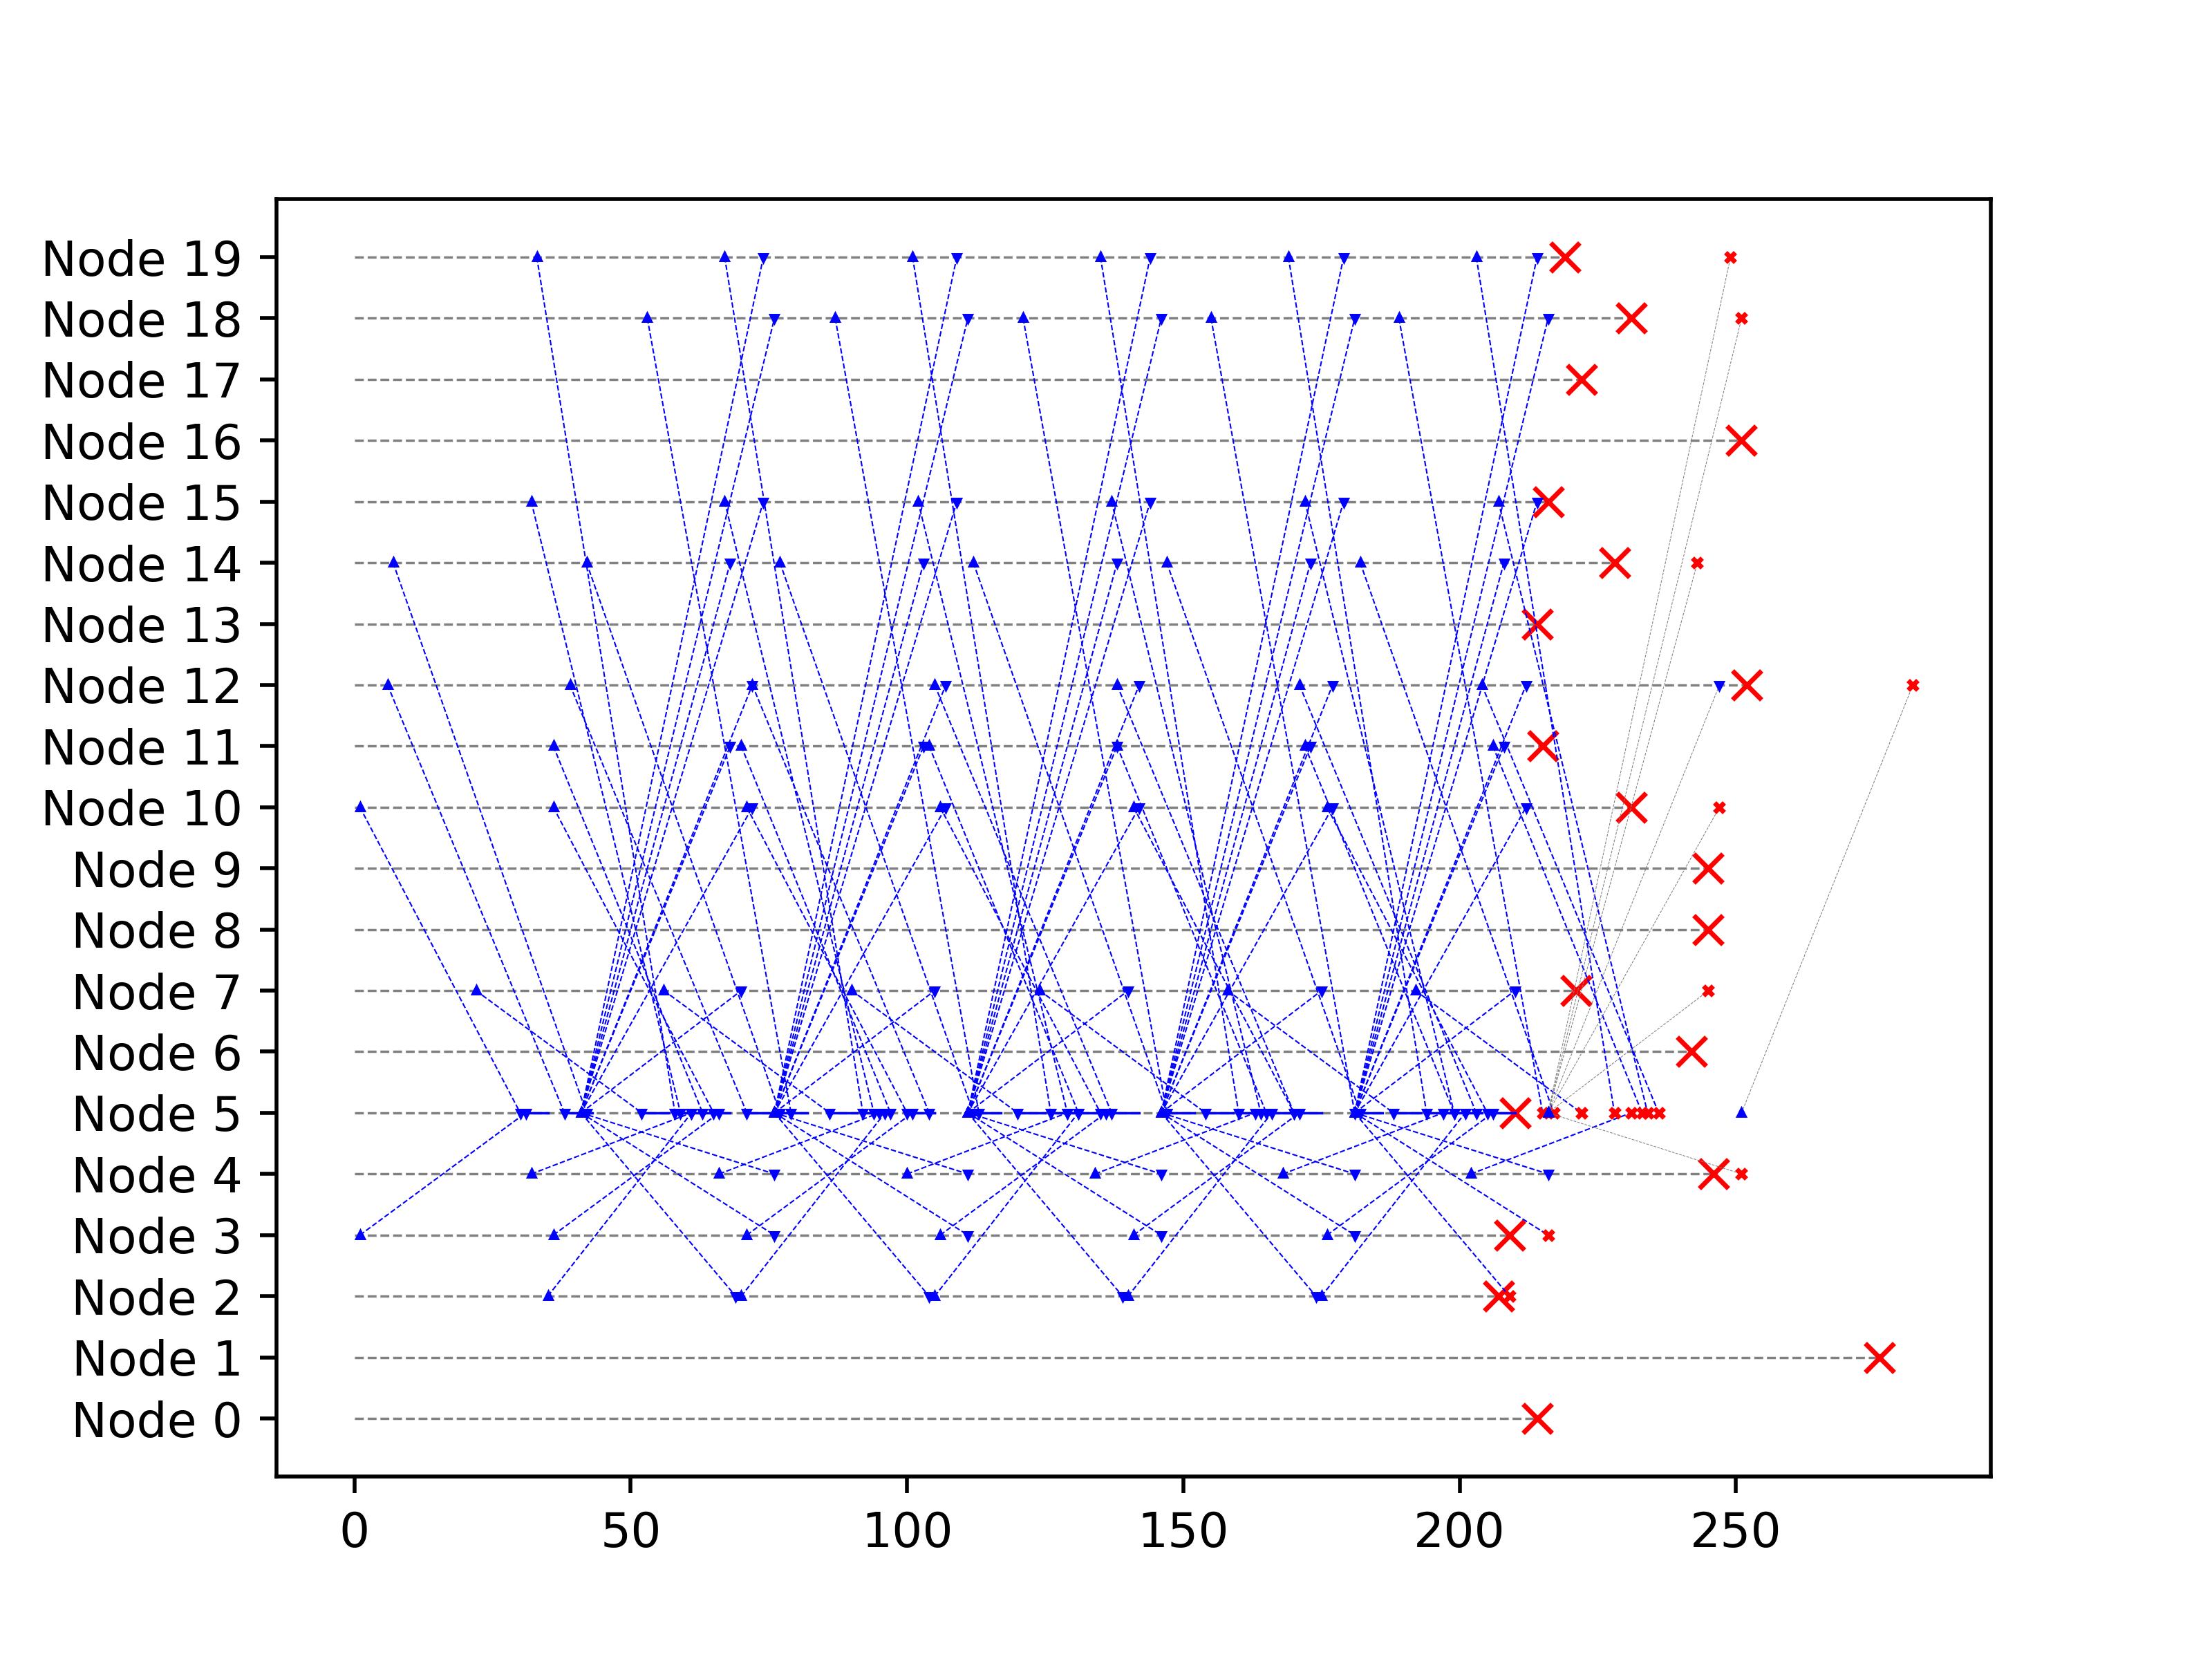 Node 19
Node 18
Node 17
Node 16
Node 15
Node 14
Node 13
Node 12
Node 11
Node 10
Node 9
Node 8
Node 7
Node 6
Node 5
Node 4
Node 3
Node 2
Node 1
Node 0
0 50 100 150 200 250